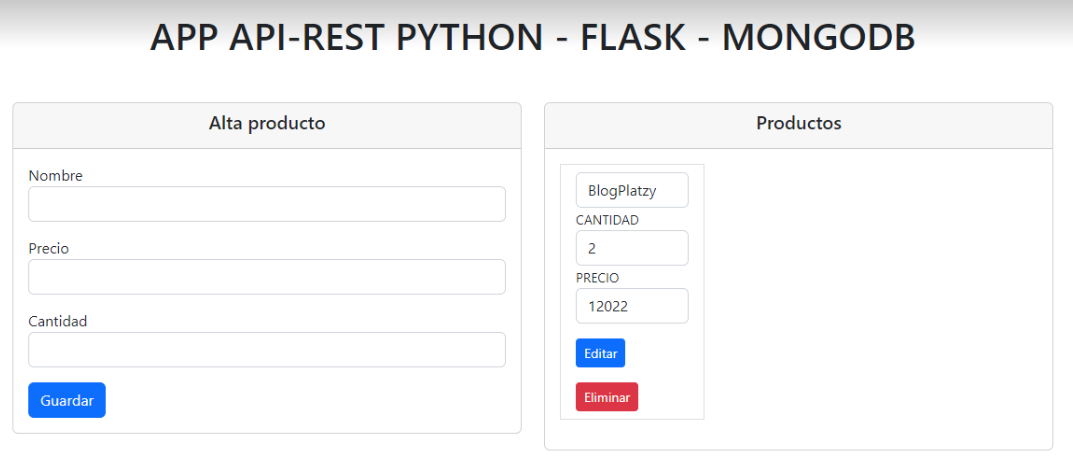 APP API-REST PYTHON - FLASK - MONGODB
Alta producto
Nombre
Precio
Cantidad
Guardar
Productos
BlogPlatzy
CANTIDAD
2
PRECIO
12022
Editar
Eliminar